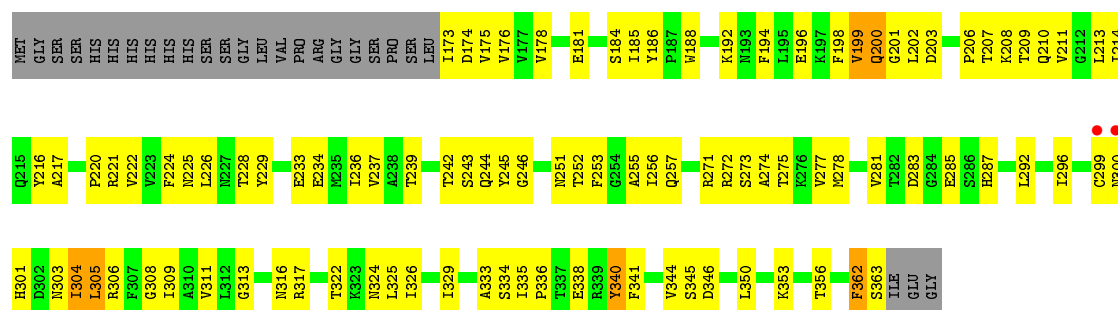 MET GLY SER SER HIS HIS HIS HIS HIS HIS SER SER GLY LEU VAL PRO ARG GLY GLY SER PRO SER LEU I173 D174 V175 V176 V177 V178 E181 S184 I185 Y186 P187 W188 K192 N193 F194 L195 E196 K197 F198 V199 Q200 G201 L202 D203 P206 T207 K208 T209 Q210 V211 G212 L213
Q215 Y216 A217 P220 R221 V222 V223 F224 N225 L226 N227 T228 Y229 E233 E234 M235 I236 V237 A238 T239 T242 S243 Q244 Y245 G246 N251 T252 F253 G254 A255 I256 Q257 R271 R272 S273 A274 T275 K276 V277 M278 V281 T282 D283 G284 E285 S286 H287 L292 I296 C299 N300
H301 D302 N303 I304 L305 R306 F307 G308 I309 A310 V311 L312 G313 N316 R317 T322 K323 N324 L325 I326 I329 A333 S334 I335 P336 T337 E338 R339 Y340 F341 V344 S345 D346 L350 K353 T356 F362 S363 ILE GLU GLY